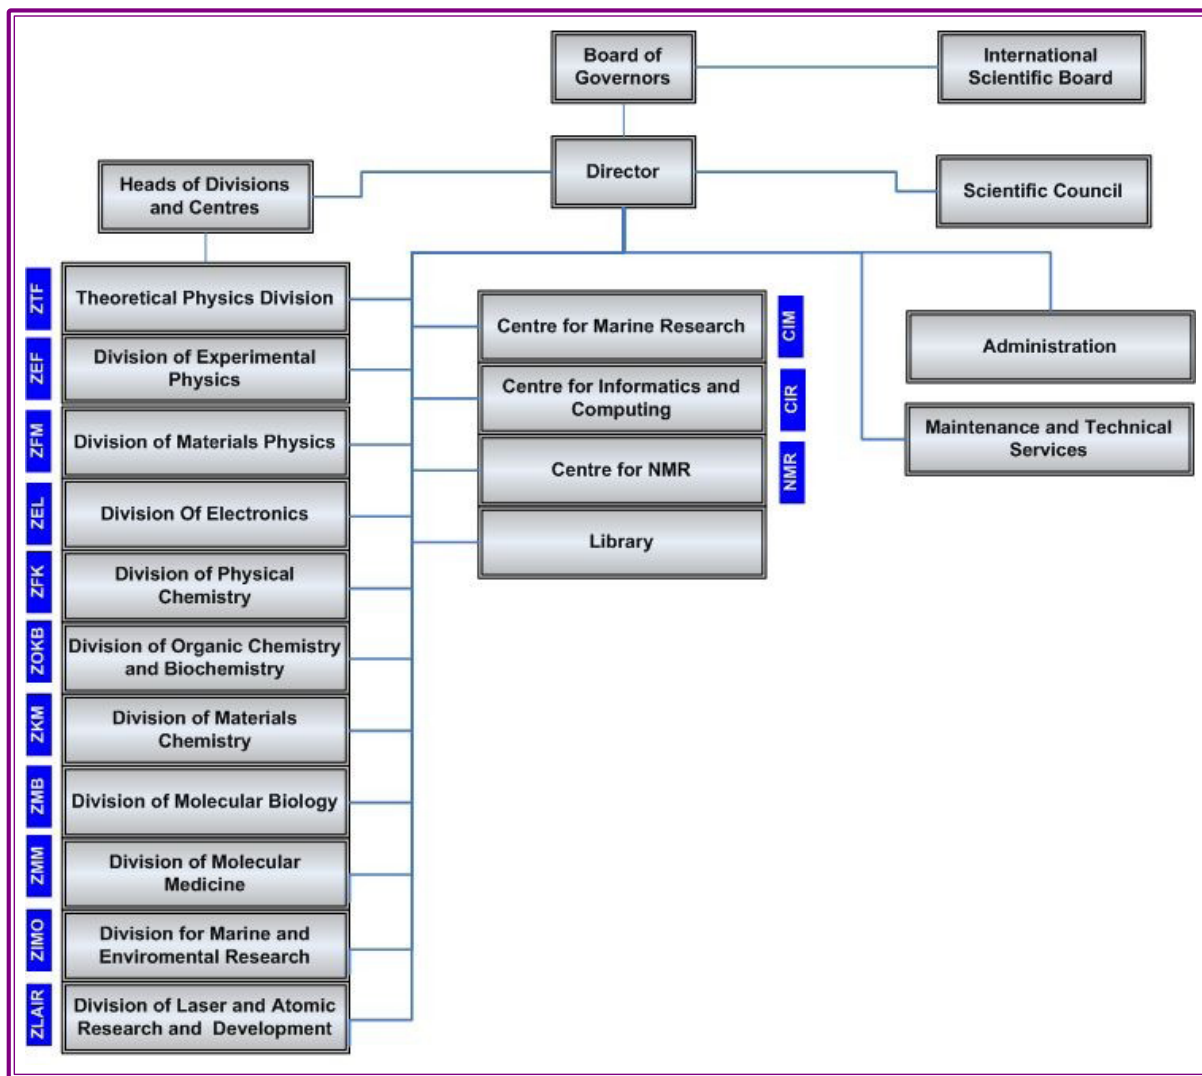 Board of
Governors
International
Scientific Board
Director
Heads of Divisions
and Centres
Scientific Council
ZTF
Theoretical Physics Division
ZEF
Division of Experimental
Physics
ZFM
Division of Materials Physics
ZEL
Division Of Electronics
ZFK
Division of Physical
Chemistry
ZOKB
Division of Organic Chemistry
and Biochemistry
ZKM
Division of Materials
Chemistry
ZMB
Division of Molecular Biology
ZMM
Division of Molecular
Medicine
ZIMO
Division for Marine and
Enviromental Research
ZLAIR
Division of Laser and Atomic
Research and Development
Centre for Marine Research
CIM
Centre for Informatics and
Computing
CIR
Centre for NMR
NMR
Library
Administration
Maintenance and Technical
Services